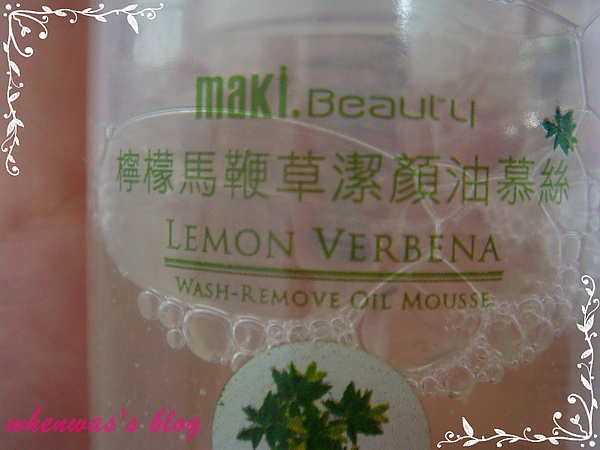 maki.Beauty
檸檬馬鞭草潔顏油慕絲
LEMON VERBENA
WASH-REMOVE OIL MOUSSE
whenwas's blog